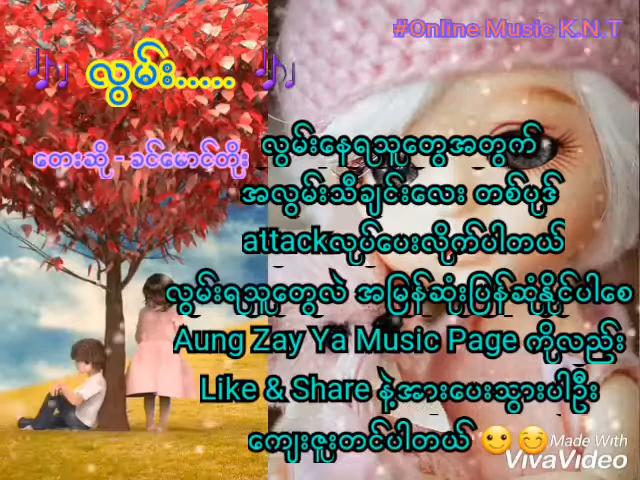 #Online Music K.N.T
လွမ်း.....
တေးဆို - ခင်မောင်တိုး
လွမ်းနေရသူတွေအတွက်
အလွမ်းသီချင်းလေး တစ်ပုဒ်
attackလုပ်ပေးလိုက်ပါတယ်
လွမ်းရသူတွေလဲ အမြန်ဆုံးပြန်ဆုံနိုင်ပါစေ
Aung Zay Ya Music Page ကိုလည်း
Like & Share နဲ့အားပေးသွားပါဦး
ကျေးဇူးတင်ပါတယ် 🙂😊
Made With
VivaVideo